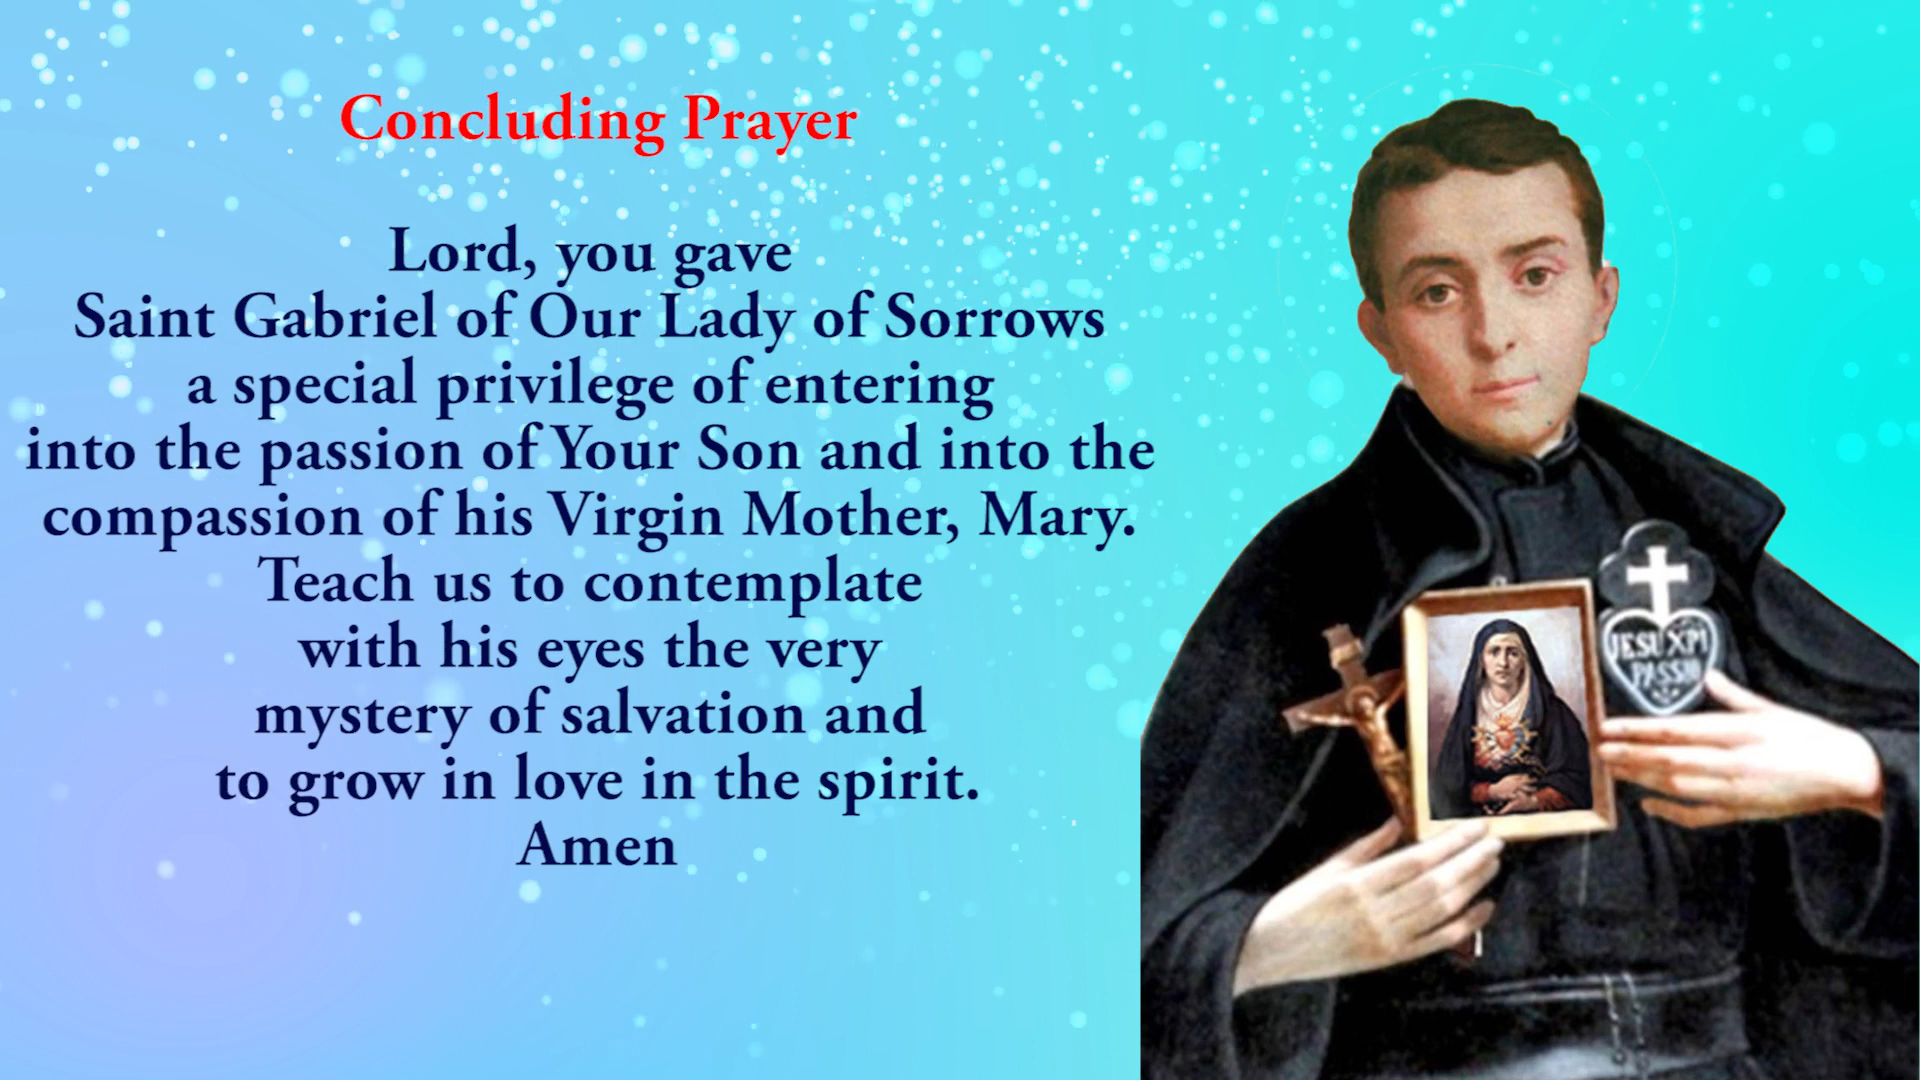 Concluding Prayer
Lord, you gave
Saint Gabriel of Our Lady of Sorrows
a special privilege of entering
into the passion of Your Son and into the
compassion of his Virgin Mother, Mary.
Teach us to contemplate
with his eyes the very
mystery of salvation and
to grow in love in the spirit.
Amen
JESU XPI
PASSIO